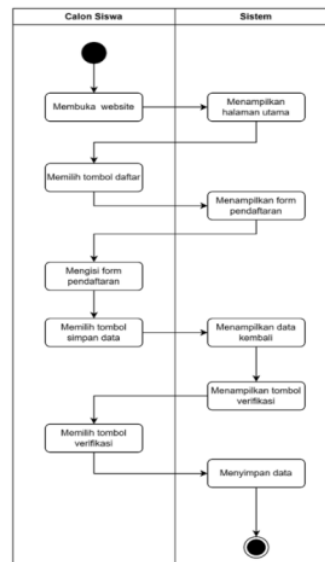 Calon Siswa
Sistem
Membuka website
Menampilkan
halaman utama
Memilih tombol daftar
Menampilkan form
pendaftaran
Mengisi form
pendaftaran
Memilih tombol
simpan data
Menampilkan data
kembali
Menampilkan tombol
verifikasi
Memilih tombol
verifikasi
Menyimpan data